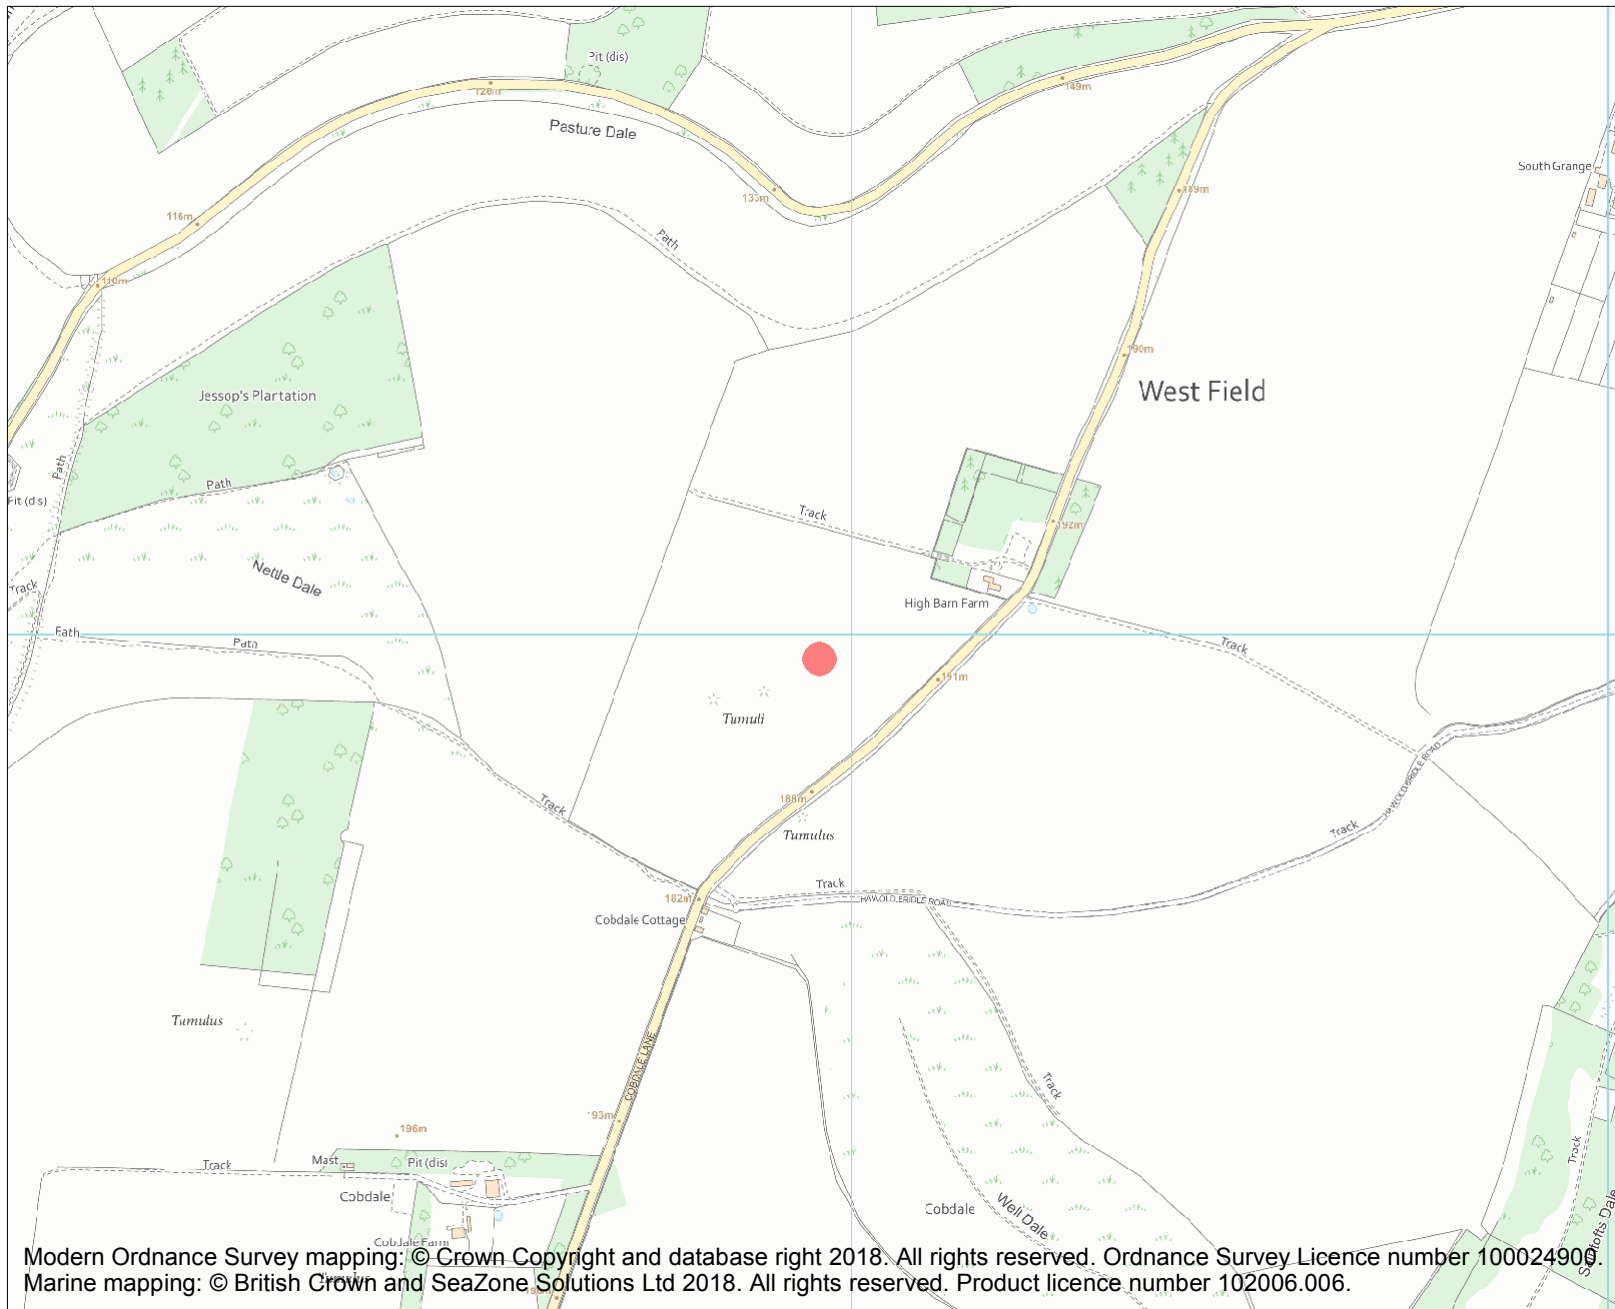 Pit (dis)
126m
149m
Pasture Dale
South Grange
133m
189m
116m
Path
110m
190m
West Field
Jessop's Plantation
Path
Path
Pit (dis)
Track
192m
Nettle Dale
Track
High Barn Farm
Path
Path
Track
191m
Tumuli
HAWOLD BRIDLE ROAD
188m
Track
Tumulus
Track
Track
182m
HAWOLD BRIDLE ROAD
Cobdale Cottage
Tumulus
COBDALE LANE
Track
193m
196m
Track
Mast
Pit (dis)
Track
Cobdale
Cobdale
Well Dale
Cobdale Farm
Tumulus
Modern Ordnance Survey mapping: © Crown Copyright and database right 2018. All rights reserved. Ordnance Survey Licence number 100024900.
Marine mapping: © British Crown and SeaZone Solutions Ltd 2018. All rights reserved. Product licence number 102006.006.